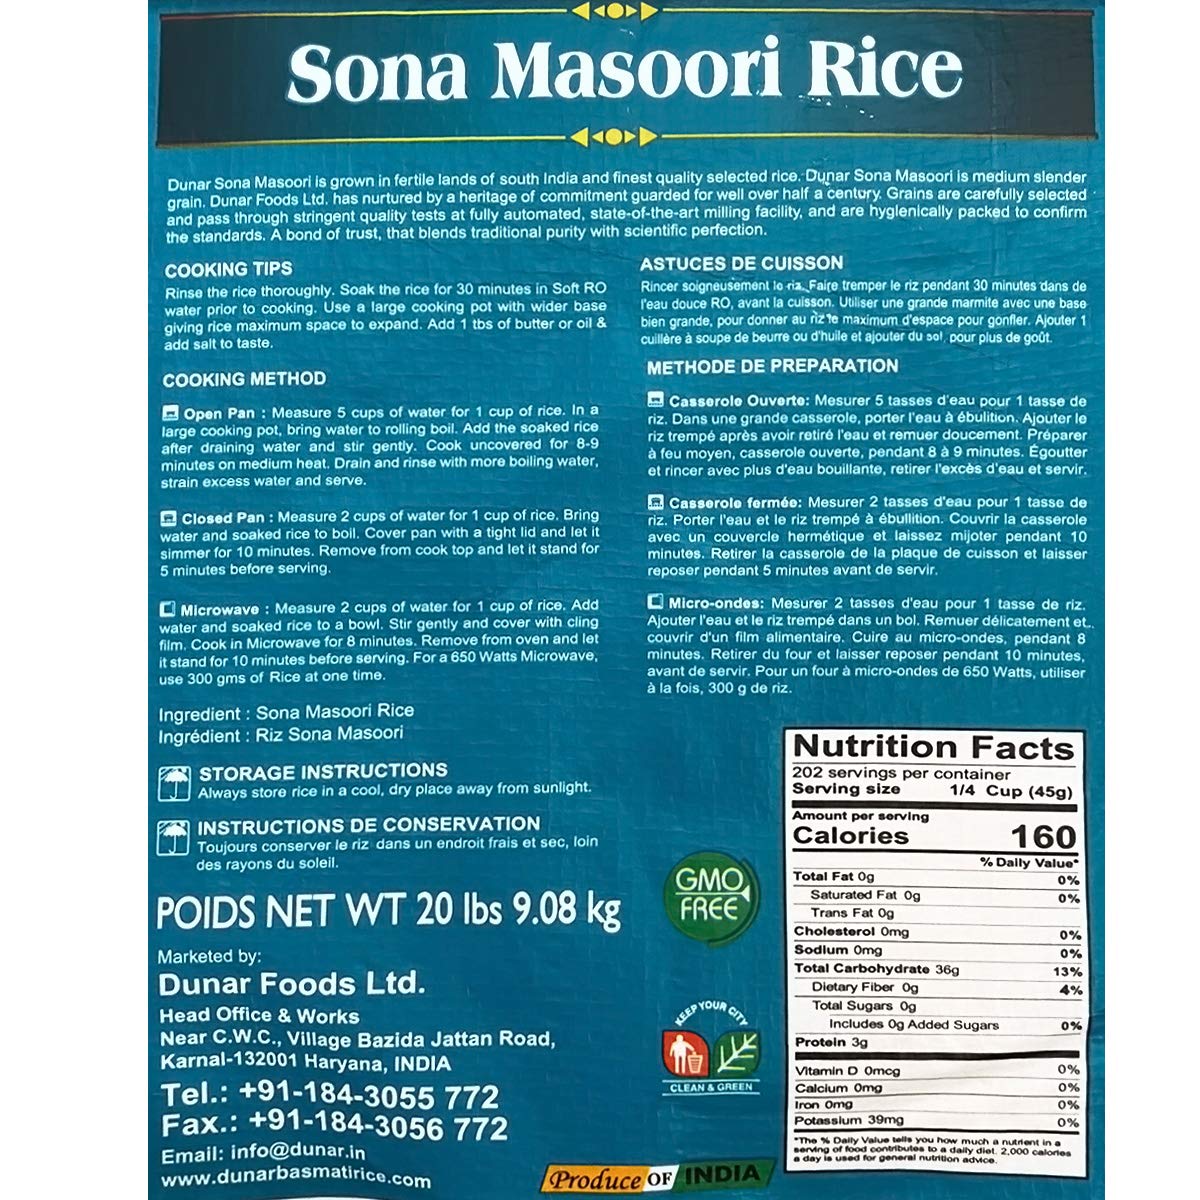 Sona Masoori Rice
Dunar Sona Masoori is grown in fertile lands of south India and finest quality selected rice. Dunar Sona Masoori is medium slender
grain. Dunar Foods Ltd. has nurtured by a heritage of commitment guarded for well over half a century. Grains are carefully selected
and pass through stringent quality tests at fully automated, state-of-the-art milling facility, and are hygienically packed to confirm
the standards. A bond of trust, that blends traditional purity with scientific perfection.
COOKING TIPS
Rinse the rice thoroughly. Soak the rice for 30 minutes in Soft RO
water prior to cooking. Use a large cooking pot with wider base
giving rice maximum space to expand. Add 1 tbs of butter or oil &
add salt to taste.
COOKING METHOD
Open Pan : Measure 5 cups of water for 1 cup of rice. In a
large cooking pot, bring water to rolling boil. Add the soaked rice
after draining water and stir gently. Cook uncovered for 8-9
minutes on medium heat. Drain and rinse with more boiling water,
strain excess water and serve.
Closed Pan : Measure 2 cups of water for 1 cup of rice. Bring
water and soaked rice to boil. Cover pan with a tight lid and let it
simmer for 10 minutes. Remove from cook top and let it stand for
5 minutes before serving.
Microwave : Measure 2 cups of water for 1 cup of rice. Add
water and soaked rice to a bowl. Stir gently and cover with cling
film. Cook in Microwave for 8 minutes. Remove from oven and let
it stand for 10 minutes before serving. For a 650 Watts Microwave,
use 300 gms of Rice at one time.
ASTUCES DE CUISSON
Rincer soigneusement le riz. Faire tremper le riz pendant 30 minutes dans de
l'eau douce RO, avant la cuisson. Utiliser une grande marmite avec une base
bien grande, pour donner au riz le maximum d'espace pour gonfler. Ajouter 1
cuillère à soupe de beurre ou d'huile et ajouter du sel, pour plus de goût.
METHODE DE PREPARATION
Casserole Ouverte: Mesurer 5 tasses d'eau pour 1 tasse de
riz. Dans une grande casserole, porter l'eau à ébulition. Ajouter le
riz trempé après avoir retiré l'eau et remuer doucement. Préparer
à feu moyen, casserole ouverte, pendant 8 à 9 minutes. Égoutter
et rincer avec plus d'eau bouillante, retirer l'excès d'eau et servir.
Casserole fermée: Mesurer 2 tasses d'eau pour 1 tasse de
riz. Porter l'eau et le riz trempé à ébullition. Couvrir la casserole
avec un couvercle hermétique et laissez mijoter pendant 10
minutes. Retirer la casserole de la plaque de cuisson et laisser
reposer pendant 5 minutes avant de servir.
Micro-ondes: Mesurer 2 tasses d'eau pour 1 tasse de riz.
Ajouter l'eau et le riz trempé dans un bol. Remuer délicatement et
couvrir d'un film alimentaire. Cuire au micro-ondes, pendant 8
minutes. Retirer du four et laisser reposer pendant 10 minutes,
avant de servir. Pour un four à micro-ondes de 650 Watts, utiliser
à la fois, 300 g de riz.
Ingredient : Sona Masoori Rice
Ingrédient : Riz Sona Masoori
STORAGE INSTRUCTIONS
Always store rice in a cool, dry place away from sunlight.
INSTRUCTIONS DE CONSERVATION
Toujours conserver le riz dans un endroit frais et sec, loin
des rayons du soleil.
POIDS NET WT 20 lbs 9.08 kg
Marketed by:
Dunar Foods Ltd.
Head Office & Works
Near C.W.C., Village Bazida Jattan Road,
Karnal-132001 Haryana, INDIA
Tel.: +91-184-3055 772
Fax.: +91-184-3056 772
Email: info@dunar.in
www.dunarbasmatirice.com
GMO
FREE
KEEP YOUR CITY
CLEAN & GREEN
Produce OF INDIA
Nutrition Facts
202 servings per container
Serving size 1/4 Cup (45g)
Amount per serving
Calories 160
% Daily Value*
Total Fat 0g 0%
Saturated Fat 0g 0%
Trans Fat 0g
Cholesterol 0mg 0%
Sodium 0mg 0%
Total Carbohydrate 36g 13%
Dietary Fiber 0g 4%
Total Sugars 0g
Includes 0g Added Sugars 0%
Protein 3g
Vitamin D 0mcg 0%
Calcium 0mg 0%
Iron 0mg 0%
Potassium 39mg 0%
*The % Daily Value tells you how much a nutrient in a
serving of food contributes to a daily diet. 2,000 calories
a day is used for general nutrition advice.